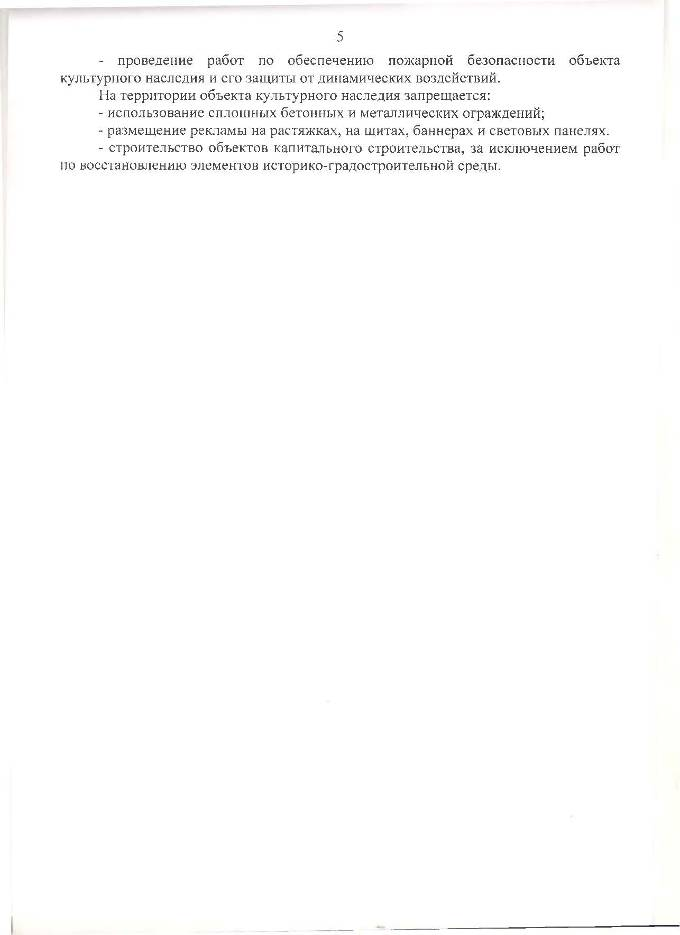 5
- проведение работ по обеспечению пожарной безопасности объекта
культурного наследия и его защиты от динамических воздействий.
На территории объекта культурного наследия запрещается:
- использование сплошных бетонных и металлических ограждений;
- размещение рекламы на растяжках, на щитах, баннерах и световых панелях.
- строительство объектов капитального строительства, за исключением работ
по восстановлению элементов историко-градостроительной среды.